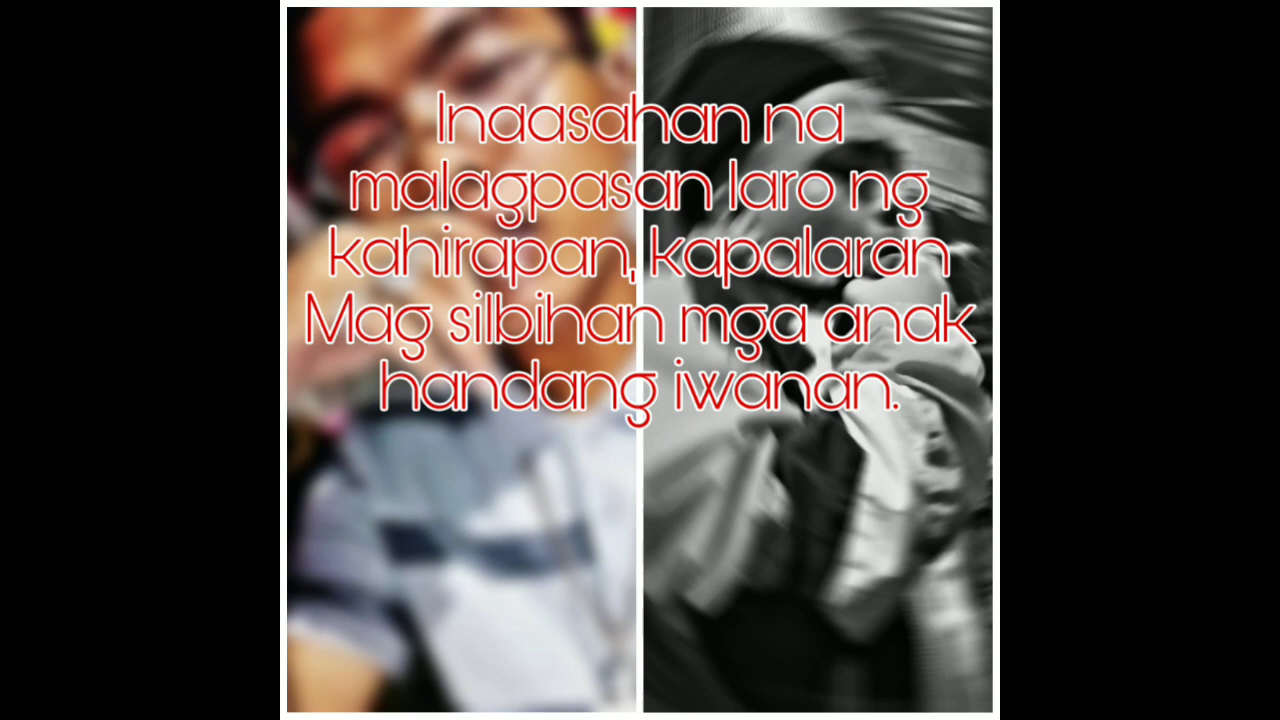 Inaasahan na
malagpasan laro ng
kahirapan, kapalaran
Mag silbihan mga anak
handang iwanan.